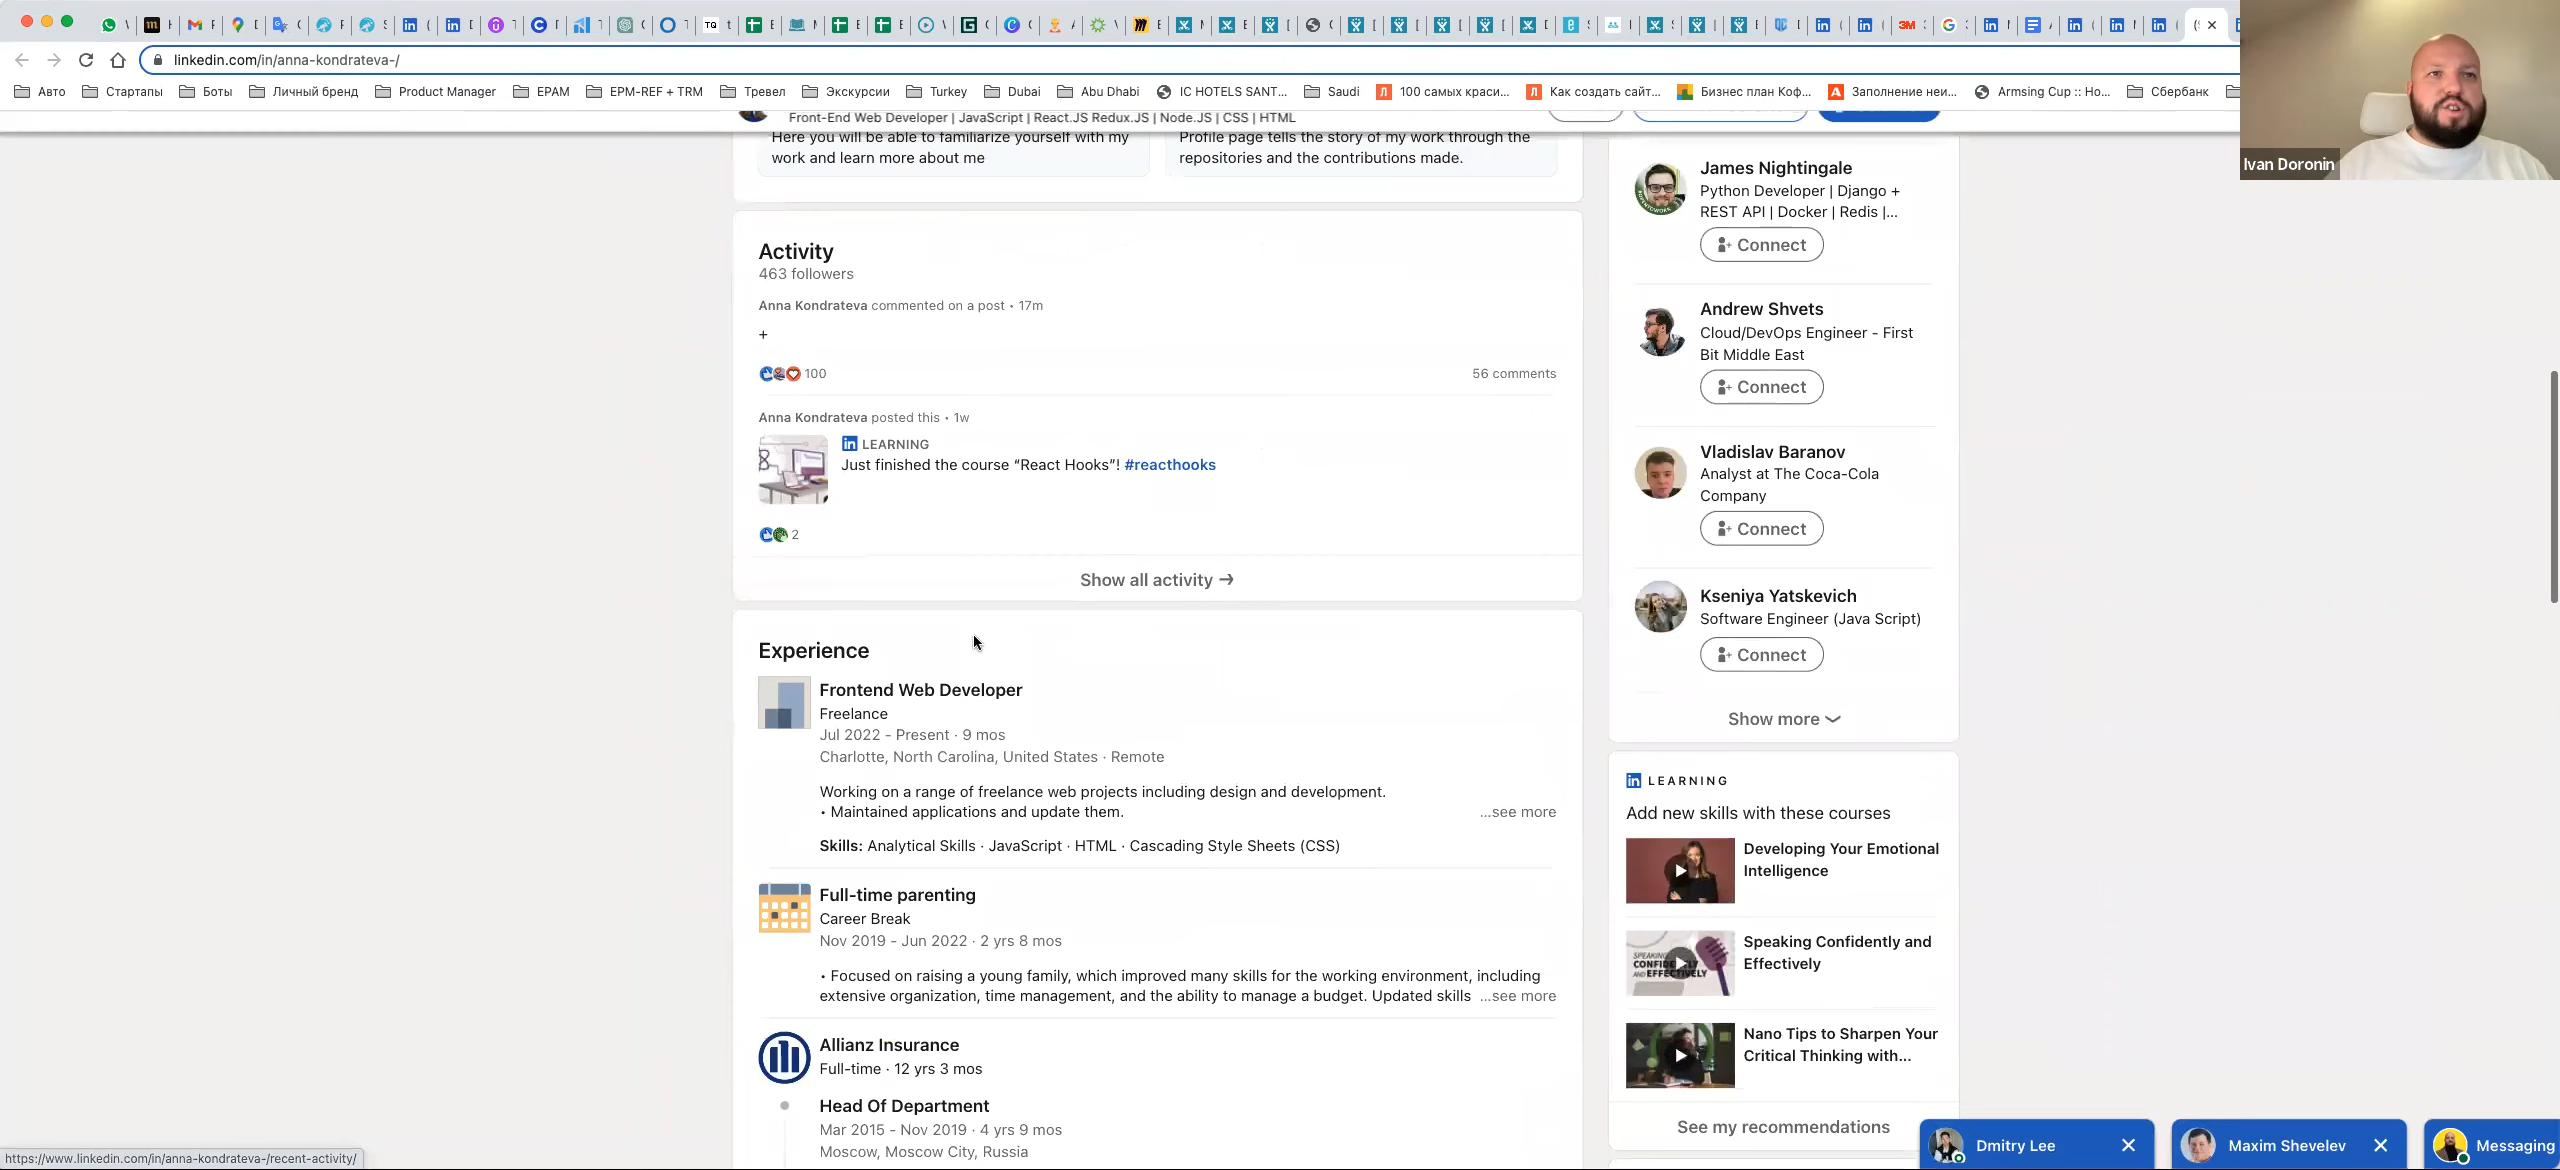 linkedin.com/in/anna-kondrateva-/
Авто
Стартапы
Боты
Личный бренд
Product Manager
EPAM
EPM-REF + TRM
Тревел
Экскурсии
Turkey
Dubai
Abu Dhabi
IC HOTELS SANT...
Saudi
100 самых краси...
Как создать сайт...
Бизнес план Коф...
Заполнение неи...
Armsing Cup :: Ho...
Сбербанк
Ivan Doronin
Front-End Web Developer | JavaScript | React.JS Redux.JS | Node.JS | CSS | HTML
Here you will be able to familiarize yourself with my
work and learn more about me
Profile page tells the story of my work through the
repositories and the contributions made.
Activity
463 followers
Anna Kondrateva commented on a post • 17m
+
100
56 comments
Anna Kondrateva posted this • 1w
in LEARNING
Just finished the course “React Hooks”! #reacthooks
2
Show all activity →
Experience
Frontend Web Developer
Freelance
Jul 2022 - Present · 9 mos
Charlotte, North Carolina, United States · Remote
Working on a range of freelance web projects including design and development.
• Maintained applications and update them.
...see more
Skills: Analytical Skills · JavaScript · HTML · Cascading Style Sheets (CSS)
Full-time parenting
Career Break
Nov 2019 - Jun 2022 · 2 yrs 8 mos
• Focused on raising a young family, which improved many skills for the working environment, including
extensive organization, time management, and the ability to manage a budget. Updated skills ...see more
Allianz Insurance
Full-time · 12 yrs 3 mos
Head Of Department
Mar 2015 - Nov 2019 · 4 yrs 9 mos
Moscow, Moscow City, Russia
James Nightingale
Python Developer | Django +
REST API | Docker | Redis |...
Connect
Andrew Shvets
Cloud/DevOps Engineer - First
Bit Middle East
Connect
Vladislav Baranov
Analyst at The Coca-Cola
Company
Connect
Kseniya Yatskevich
Software Engineer (Java Script)
Connect
Show more
in LEARNING
Add new skills with these courses
Developing Your Emotional
Intelligence
SPEAKING
CONFIDENTLY
AND EFFECTIVELY
Speaking Confidently and
Effectively
Nano Tips to Sharpen Your
Critical Thinking with...
See my recommendations
Dmitry Lee
Maxim Shevelev
Messaging
https://www.linkedin.com/in/anna-kondrateva-/recent-activity/